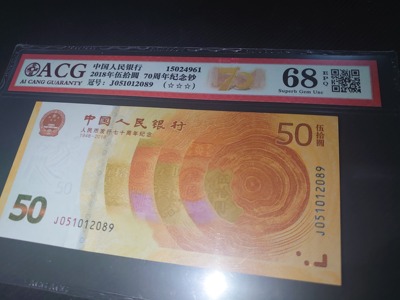 ACG
AI CANG GUARANTY
中国人民银行 15024961
2018年伍拾圆 70周年纪念钞
冠号: J051012089 (☆☆☆)
70
68 EPQ
Superb Gem Unc
中国人民银行
人民币发行七十周年纪念
1948-2018
50 伍拾圆
J051012089
50
J051012089